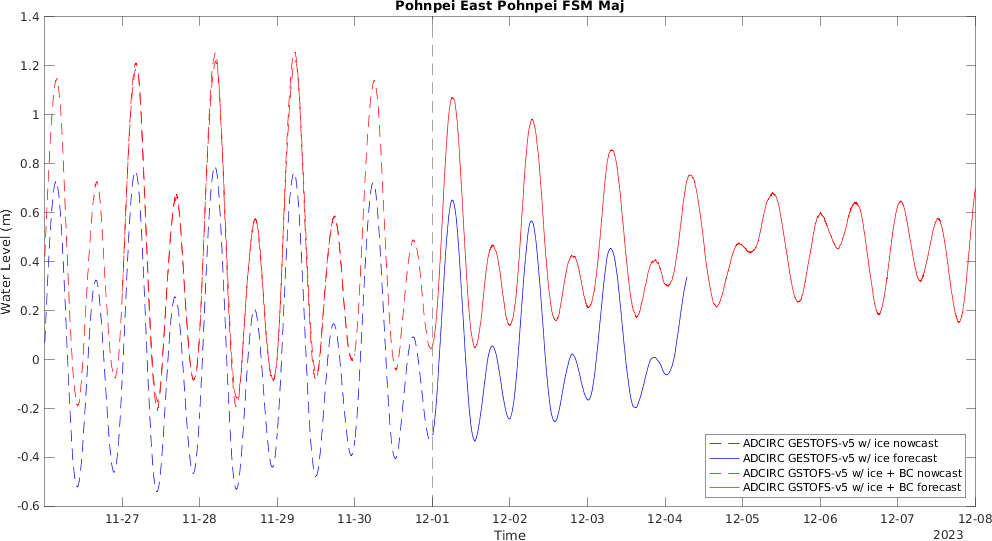 Pohnpei East Pohnpei FSM Maj
1.4
1.2
1
0.8
0.6
0.4
0.2
0
-0.2
-0.4
-0.6
Water Level (m)
ADCIRC GESTOFS-v5 w/ ice nowcast
ADCIRC GESTOFS-v5 w/ ice forecast
ADCIRC GSTOFS-v5 w/ ice + BC nowcast
ADCIRC GSTOFS-v5 w/ ice + BC forecast
11-27 11-28 11-29 11-30 12-01 12-02 12-03 12-04 12-05 12-06 12-07 12-08
Time
2023